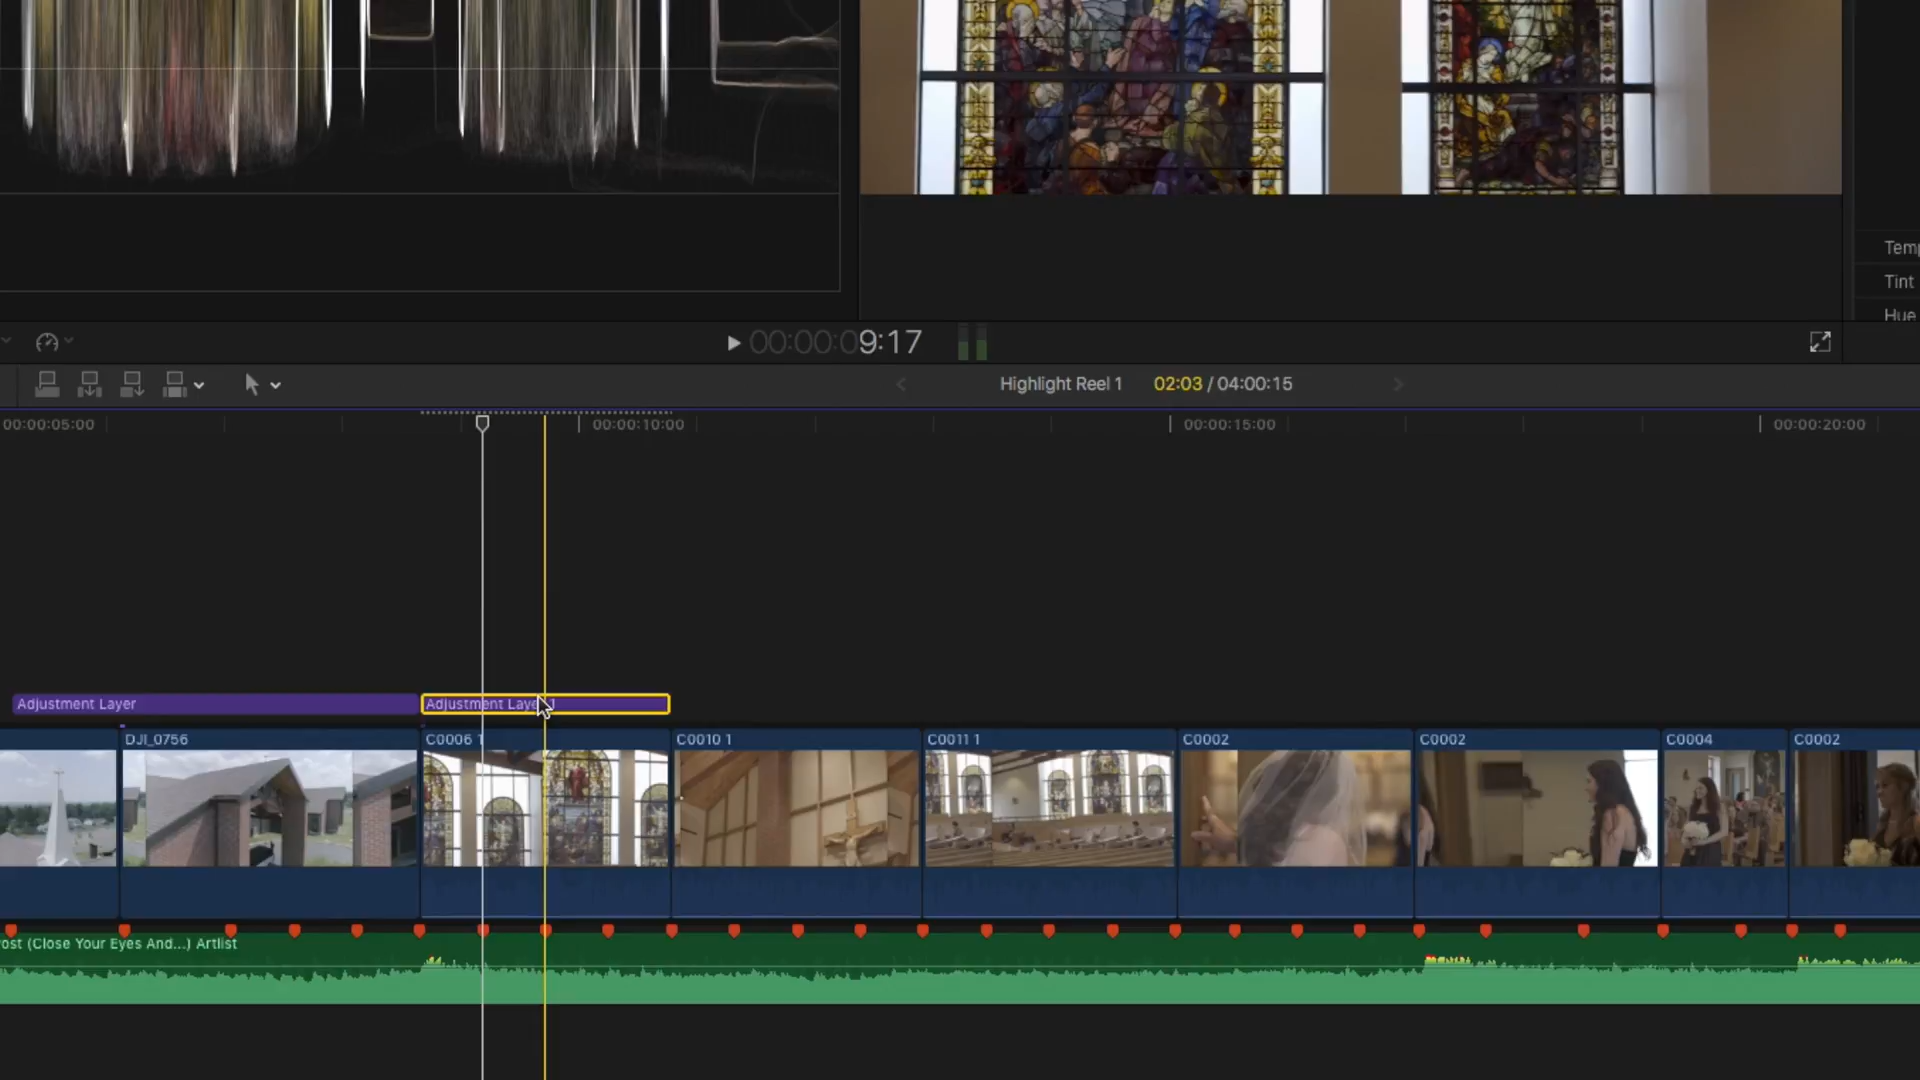 Temp
Tint
Hue
00:00:09:17
Highlight Reel 1
02:03 / 04:00:15
00:00:05:00
00:00:10:00
00:00:15:00
00:00:20:00
Adjustment Layer
Adjustment Laye
DJI_0756
C0006 1
C0010 1
C0011 1
C0002
C0002
C0004
C0002
ost (Close Your Eyes And...) Artlist